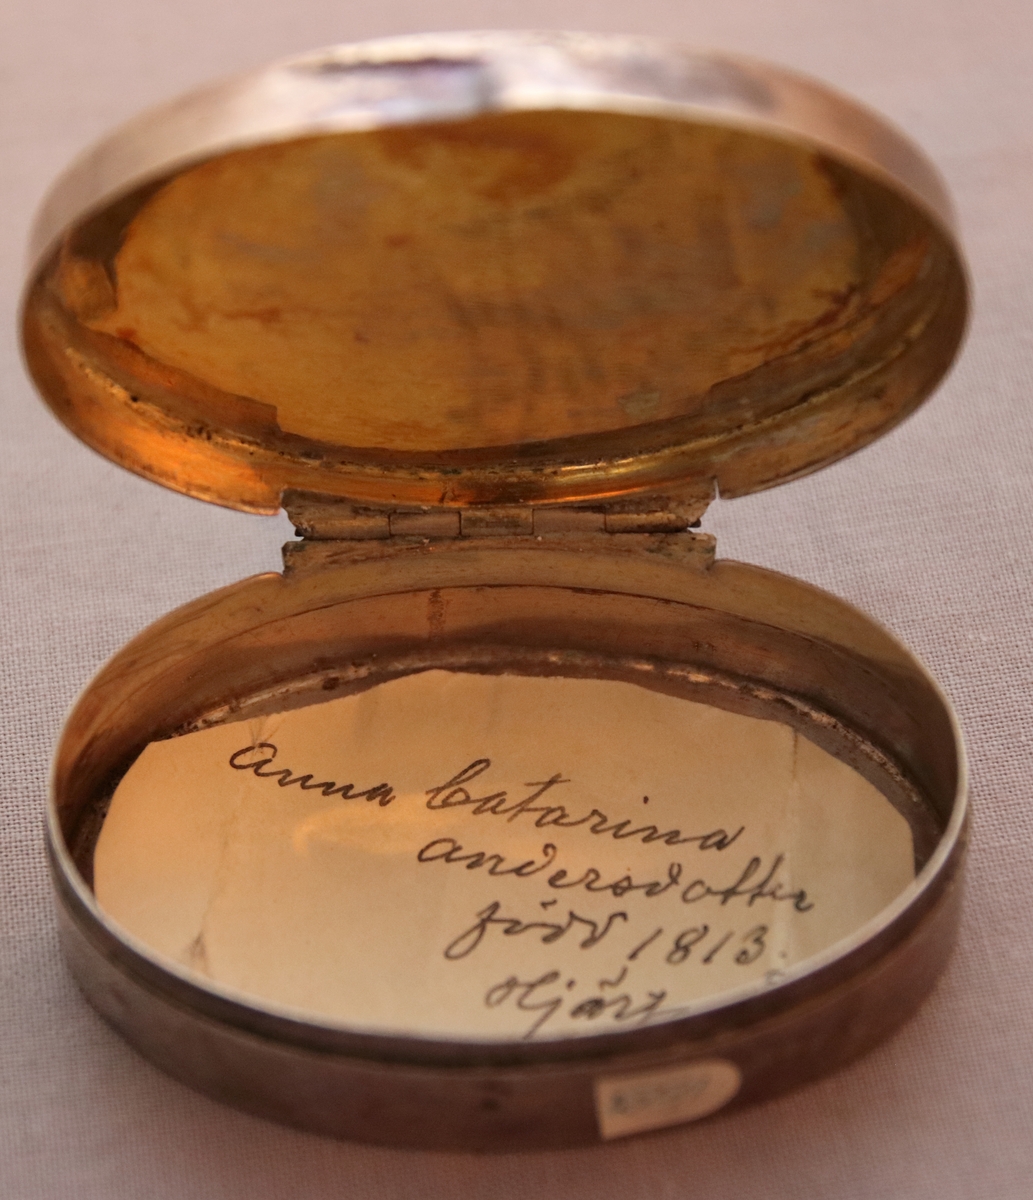 Anna Catarina
andersdotter
född 1813.